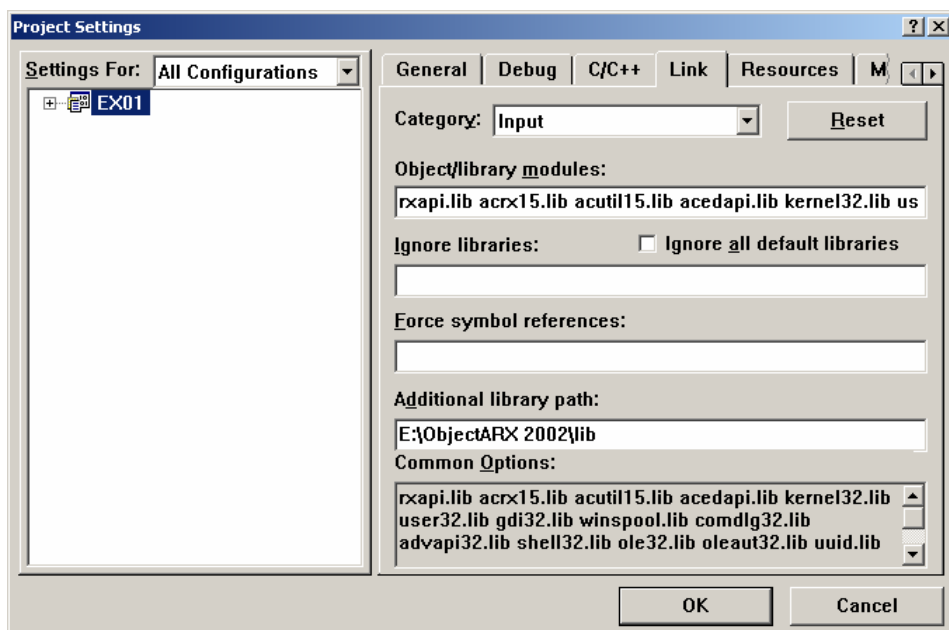 Project Settings
Settings For: All Configurations
EX01
General Debug C/C++ Link Resources
Category: Input Reset
Object/library modules:
rxapi.lib acrx15.lib acutil15.lib acedapi.lib kernel32.lib us
Ignore libraries: Ignore all default libraries
Force symbol references:
Additional library path:
E:\ObjectARX 2002\lib
Common Options:
rxapi.lib acrx15.lib acutil15.lib acedapi.lib kernel32.lib
user32.lib gdi32.lib winspool.lib comdlg32.lib
advapi32.lib shell32.lib ole32.lib oleaut32.lib uuid.lib
OK Cancel